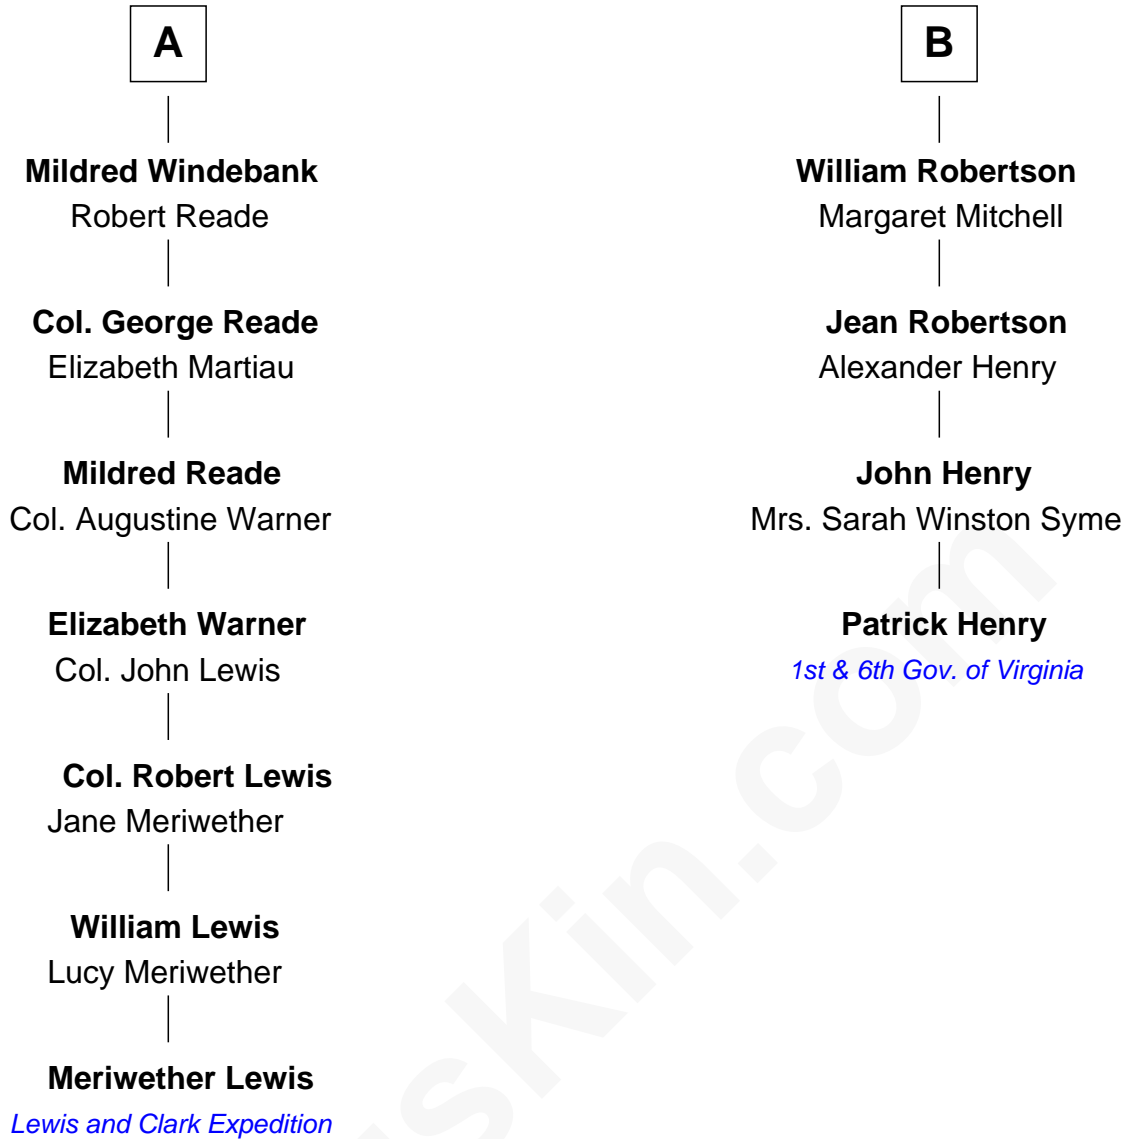 A
Mildred Windebank
Robert Reade
Col. George Reade
Elizabeth Martiau
Mildred Reade
Col. Augustine Warner
Elizabeth Warner
Col. John Lewis
Col. Robert Lewis
Jane Meriwether
William Lewis
Lucy Meriwether
Meriwether Lewis
Lewis and Clark Expedition
B
William Robertson
Margaret Mitchell
Jean Robertson
Alexander Henry
John Henry
Mrs. Sarah Winston Syme
Patrick Henry
1st & 6th Gov. of Virginia
sKin.com